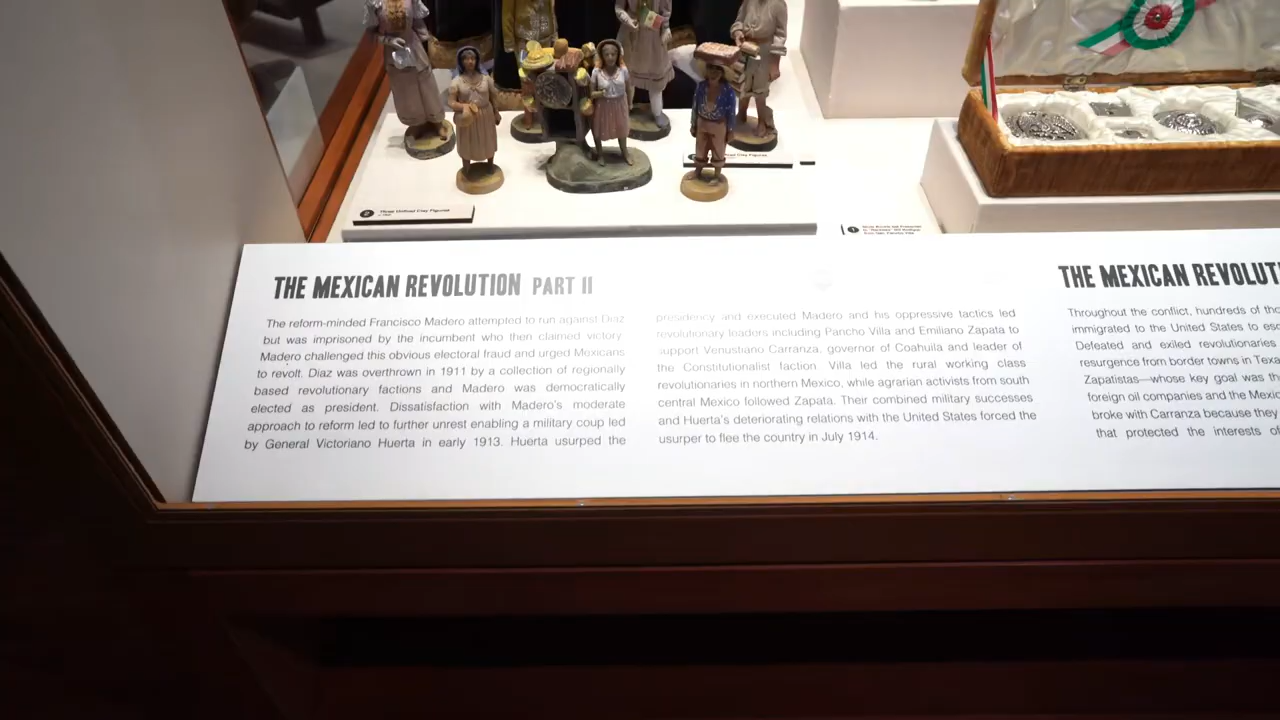 2 Three Unfired Clay Figures
1
THE MEXICAN REVOLUTION PART II
The reform-minded Francisco Madero attempted to run against Díaz
but was imprisoned by the incumbent who then claimed victory.
Madero challenged this obvious electoral fraud and urged Mexicans
to revolt. Díaz was overthrown in 1911 by a collection of regionally
based revolutionary factions and Madero was democratically
elected as president. Dissatisfaction with Madero's moderate
approach to reform led to further unrest enabling a military coup led
by General Victoriano Huerta in early 1913. Huerta usurped the
presidency and executed Madero and his oppressive tactics led
revolutionary leaders including Pancho Villa and Emiliano Zapata to
support Venustiano Carranza, governor of Coahuila and leader of
the Constitutionalist faction. Villa led the rural working class
revolutionaries in northern Mexico, while agrarian activists from south
central Mexico followed Zapata. Their combined military successes
and Huerta's deteriorating relations with the United States forced the
usurper to flee the country in July 1914.
THE MEXICAN REVOLUT
Throughout the conflict, hundreds of tho
immigrated to the United States to esc
Defeated and exiled revolutionaries
resurgence from border towns in Texa
Zapatistas—whose key goal was th
foreign oil companies and the Mexic
broke with Carranza because they
that protected the interests of